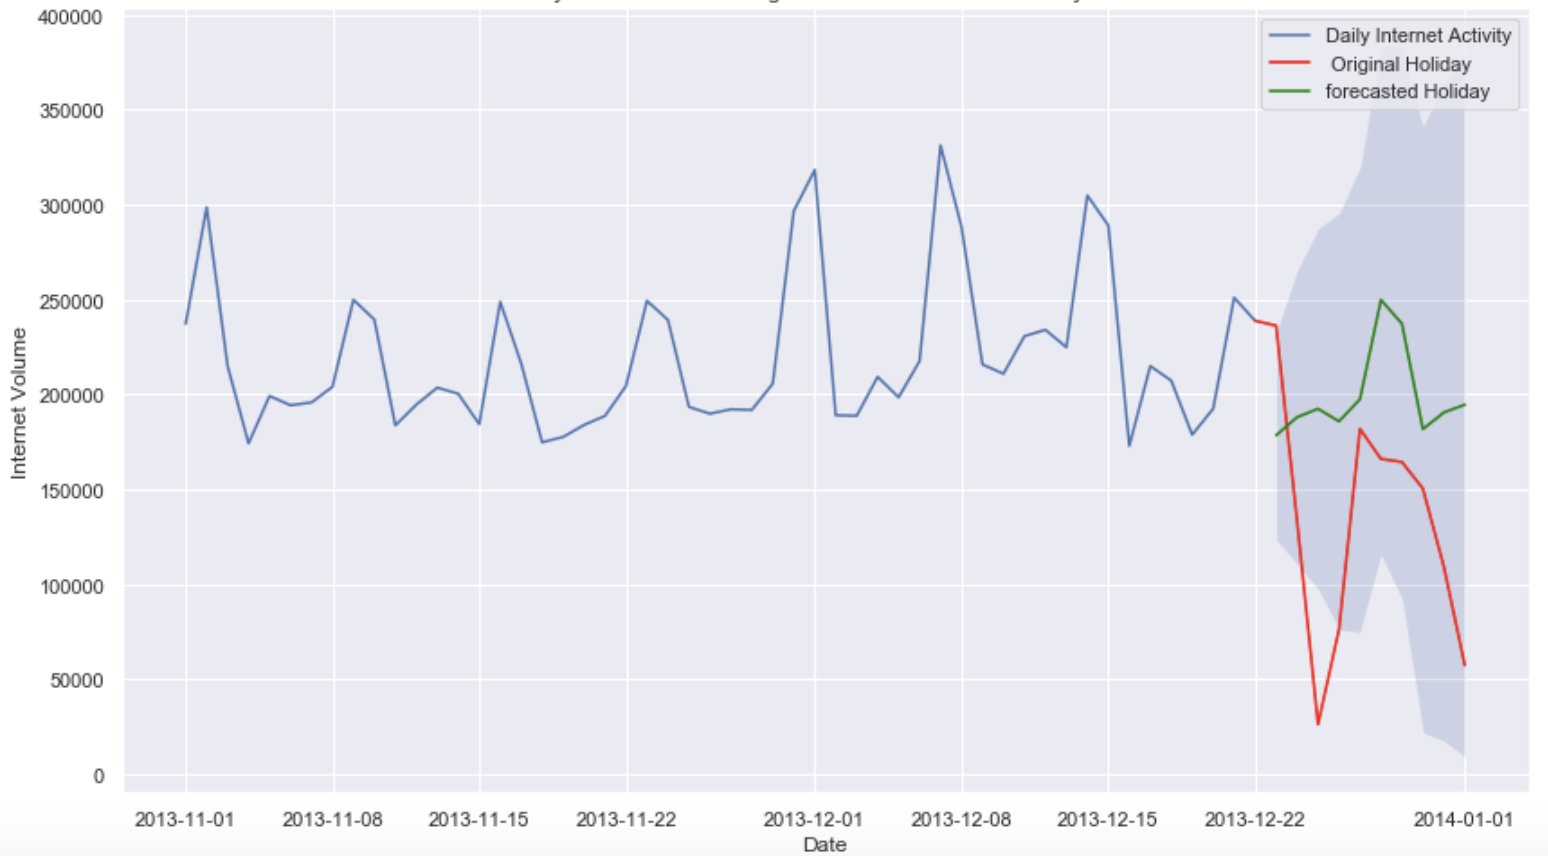 400000
350000
300000
250000
200000
150000
100000
50000
0
Internet Volume
Daily Internet Activity
Original Holiday
forecasted Holiday
2013-11-01 2013-11-08 2013-11-15 2013-11-22 2013-12-01 2013-12-08 2013-12-15 2013-12-22 2014-01-01
Date